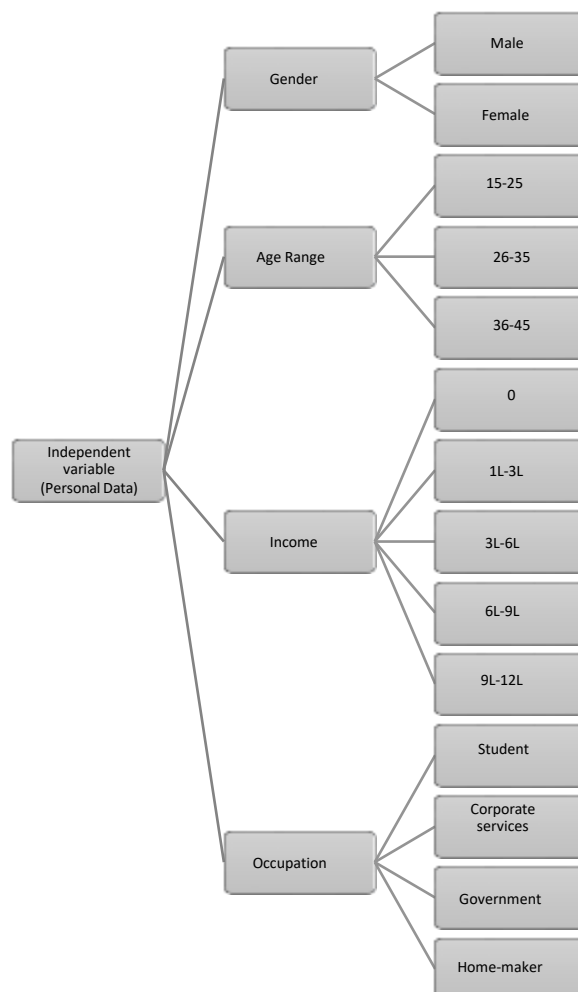 Independent
variable
(Personal Data)
Gender
Male
Female
Age Range
15-25
26-35
36-45
Income
0
1L-3L
3L-6L
6L-9L
9L-12L
Occupation
Student
Corporate
services
Government
Home-maker